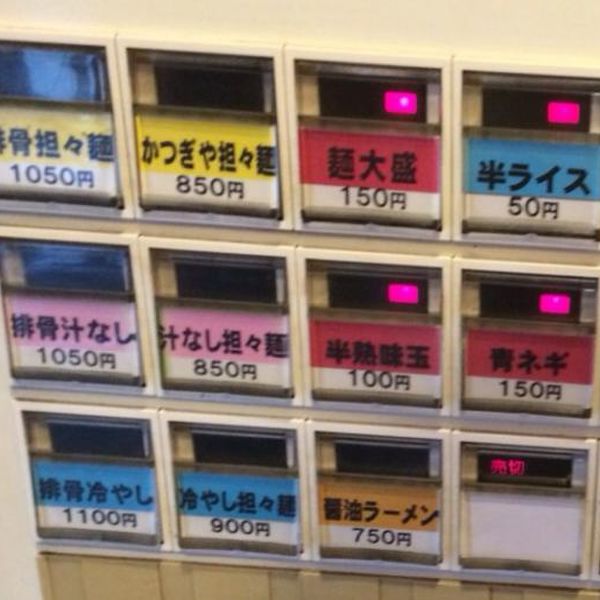 排骨担々麺
1050円
かつぎや担々麺
850円
麺大盛
150円
半ライス
50円
排骨汁なし
1050円
汁なし担々麺
850円
半熟味玉
100円
青ネギ
150円
排骨冷やし
1100円
冷やし担々麺
900円
醤油ラーメン
750円
売切